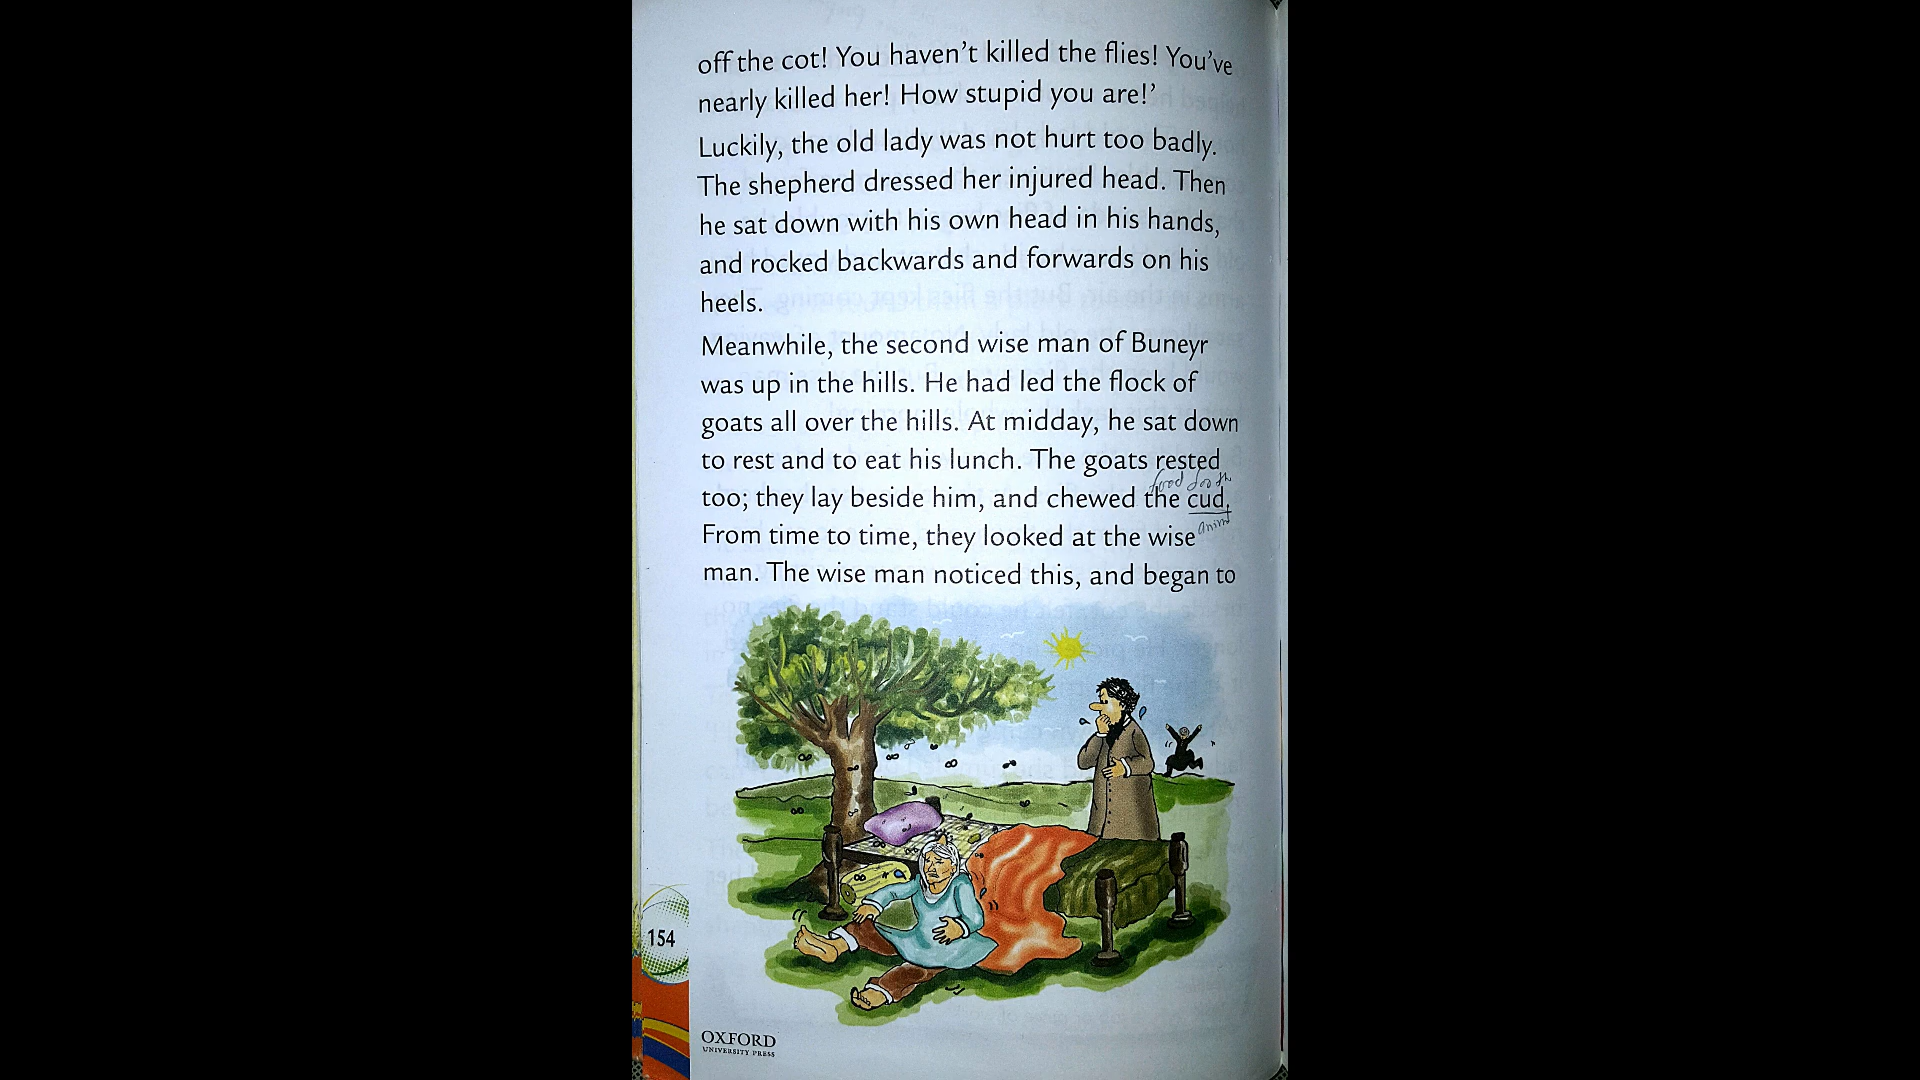 off the cot! You haven't killed the flies! You've
nearly killed her! How stupid you are!'
Luckily, the old lady was not hurt too badly.
The shepherd dressed her injured head. Then
he sat down with his own head in his hands,
and rocked backwards and forwards on his
heels.
Meanwhile, the second wise man of Buneyr
was up in the hills. He had led the flock of
goats all over the hills. At midday, he sat down
to rest and to eat his lunch. The goats rested
food for
too; they lay beside him, and chewed the cud.
From time to time, they looked at the wise
man. The wise man noticed this, and began to
154
OXFORD
UNIVERSITY PRESS